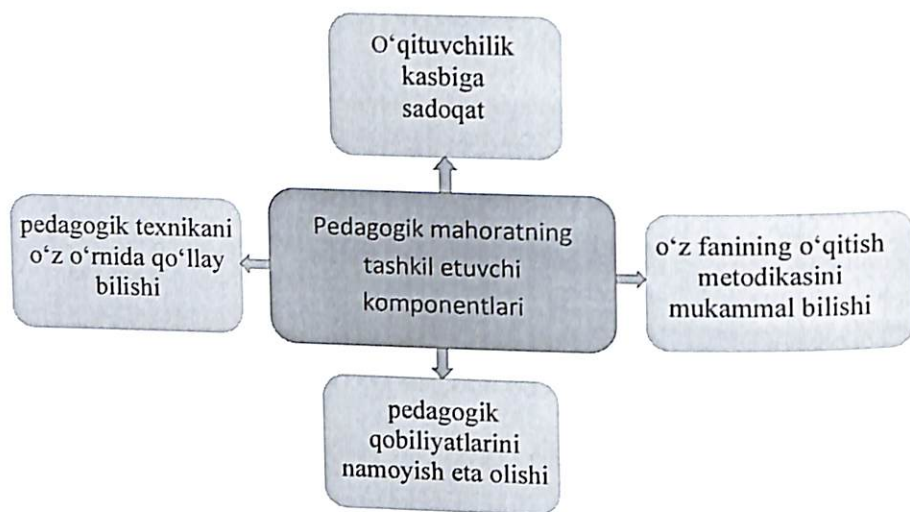 O‘qituvchilik
kasbiga
sadoqat
pedagogik texnikani
o‘z o‘rnida qo‘llay
bilishi
Pedagogik mahoratning
tashkil etuvchi
komponentlari
o‘z fanining o‘qitish
metodikasini
mukammal bilishi
pedagogik
qobiliyatlarini
namoyish eta olishi